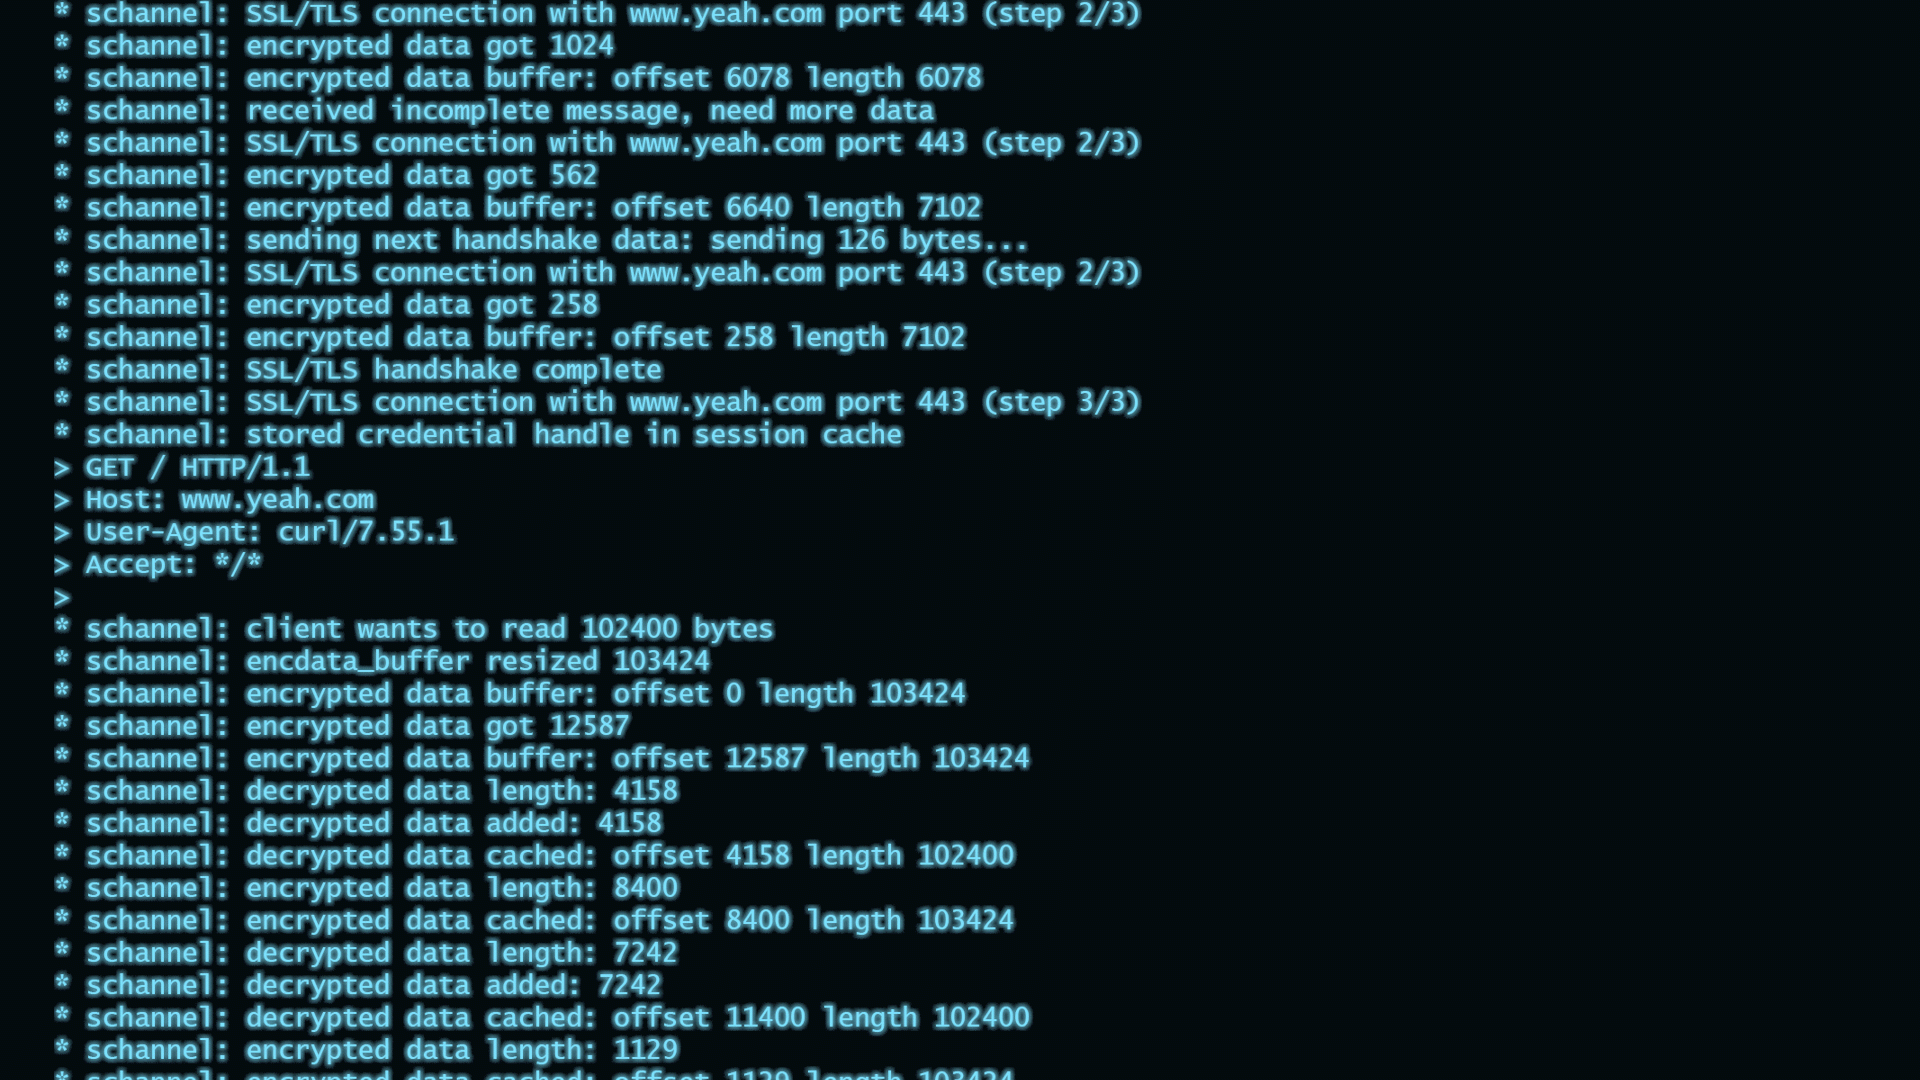 * schannel: SSL/TLS connection with www.yeah.com port 443 (step 2/3)
* schannel: encrypted data got 1024
* schannel: encrypted data buffer: offset 6078 length 6078
* schannel: received incomplete message, need more data
* schannel: SSL/TLS connection with www.yeah.com port 443 (step 2/3)
* schannel: encrypted data got 562
* schannel: encrypted data buffer: offset 6640 length 7102
* schannel: sending next handshake data: sending 126 bytes...
* schannel: SSL/TLS connection with www.yeah.com port 443 (step 2/3)
* schannel: encrypted data got 258
* schannel: encrypted data buffer: offset 258 length 7102
* schannel: SSL/TLS handshake complete
* schannel: SSL/TLS connection with www.yeah.com port 443 (step 3/3)
* schannel: stored credential handle in session cache
> GET / HTTP/1.1
> Host: www.yeah.com
> User-Agent: curl/7.55.1
> Accept: */*
>
* schannel: client wants to read 102400 bytes
* schannel: encdata_buffer resized 103424
* schannel: encrypted data buffer: offset 0 length 103424
* schannel: encrypted data got 12587
* schannel: encrypted data buffer: offset 12587 length 103424
* schannel: decrypted data length: 4158
* schannel: decrypted data added: 4158
* schannel: decrypted data cached: offset 4158 length 102400
* schannel: encrypted data length: 8400
* schannel: encrypted data cached: offset 8400 length 103424
* schannel: decrypted data length: 7242
* schannel: decrypted data added: 7242
* schannel: decrypted data cached: offset 11400 length 102400
* schannel: encrypted data length: 1129
* schannel: encrypted data cached: offset 1129 length 103424